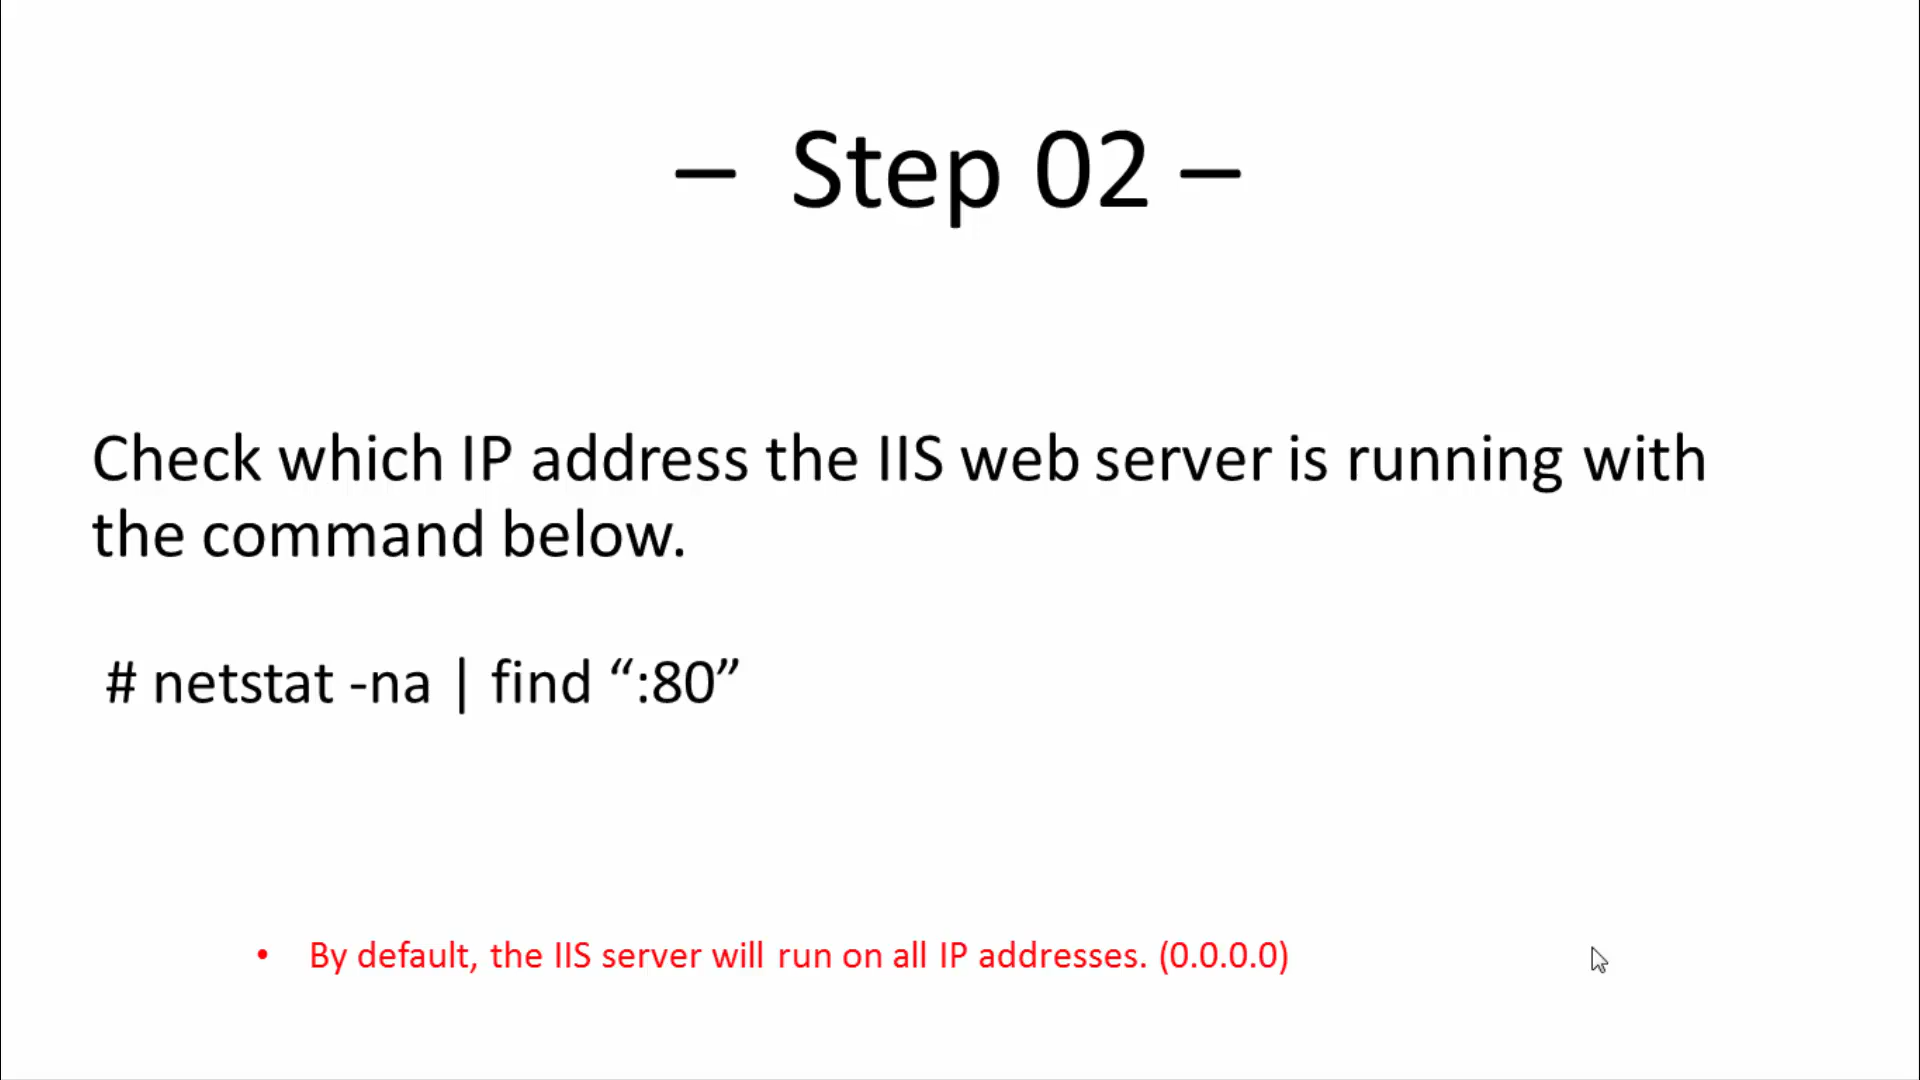 – Step 02 –
Check which IP address the IIS web server is running with
the command below.
# netstat -na | find “:80”
• By default, the IIS server will run on all IP addresses. (0.0.0.0)